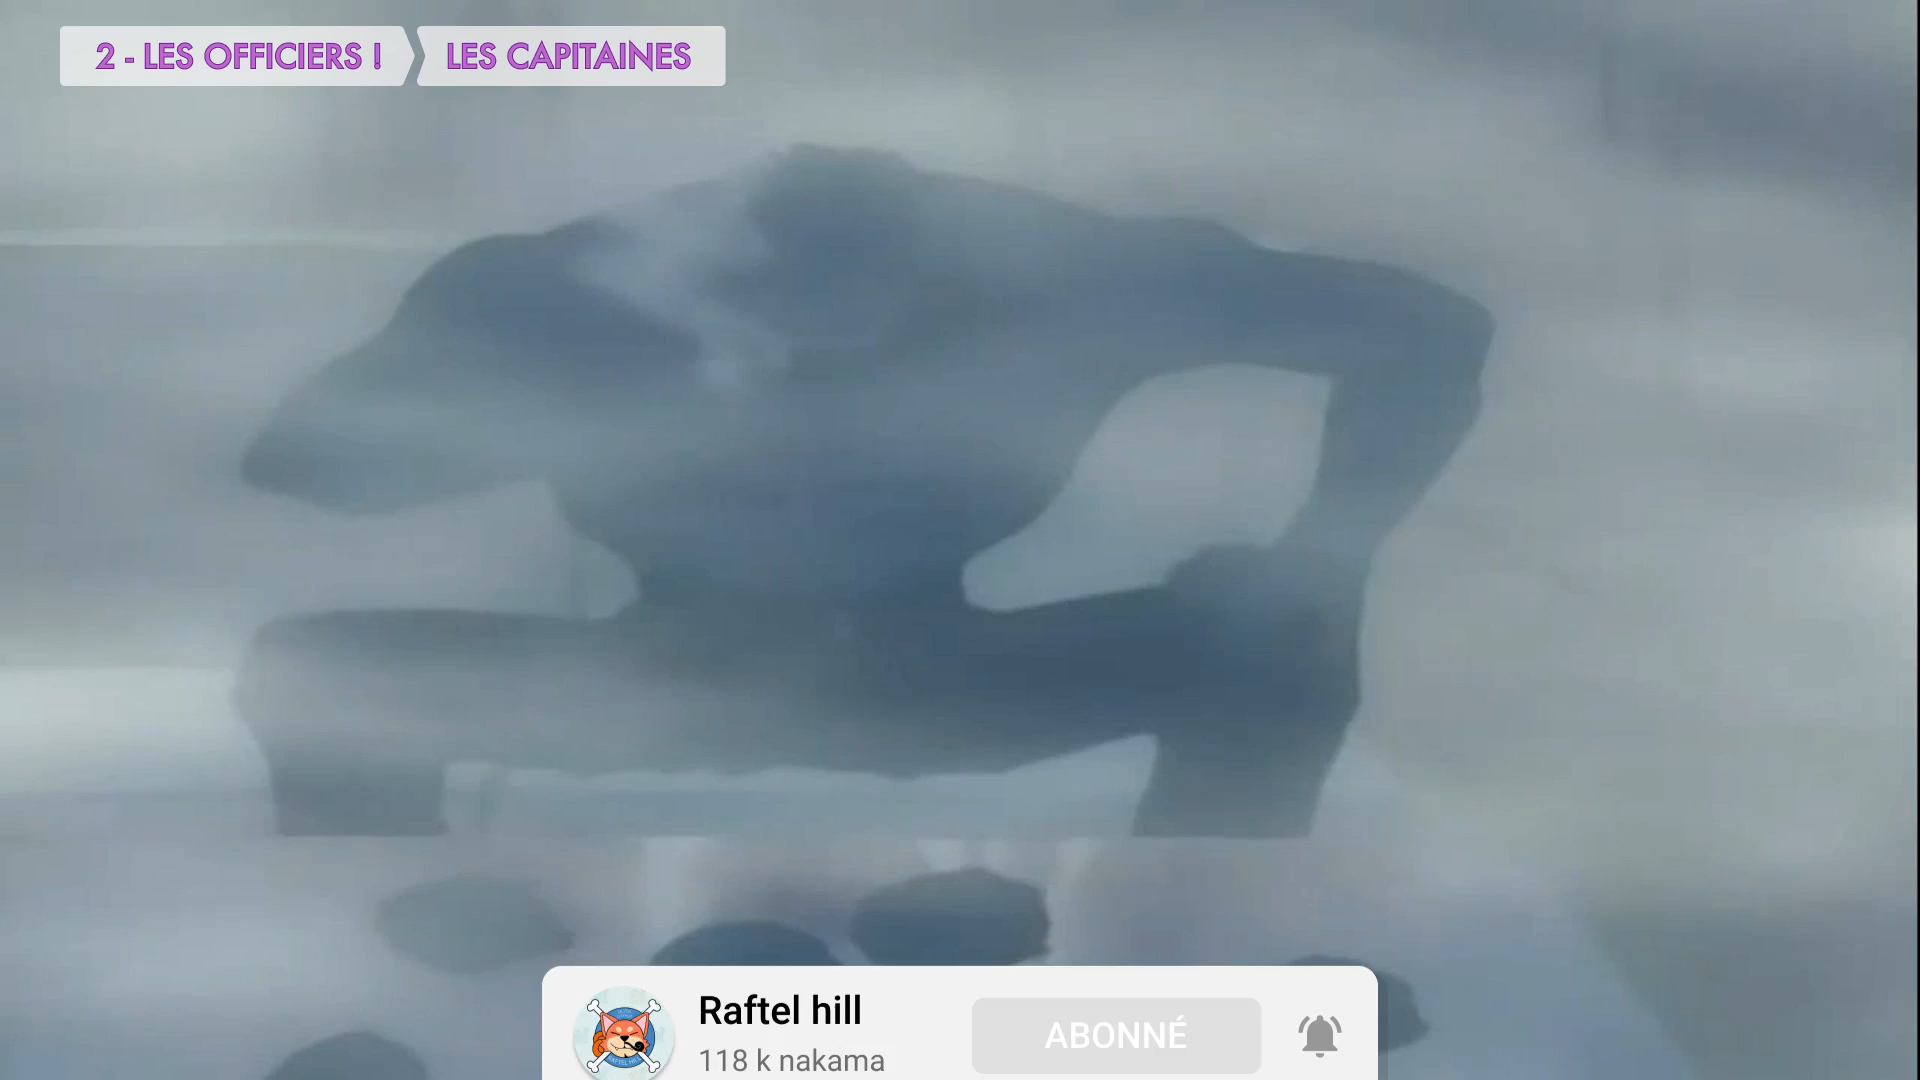 2 - LES OFFICIERS !
LES CAPITAINES
Raftel hill
ABONNÉ
118 k nakama